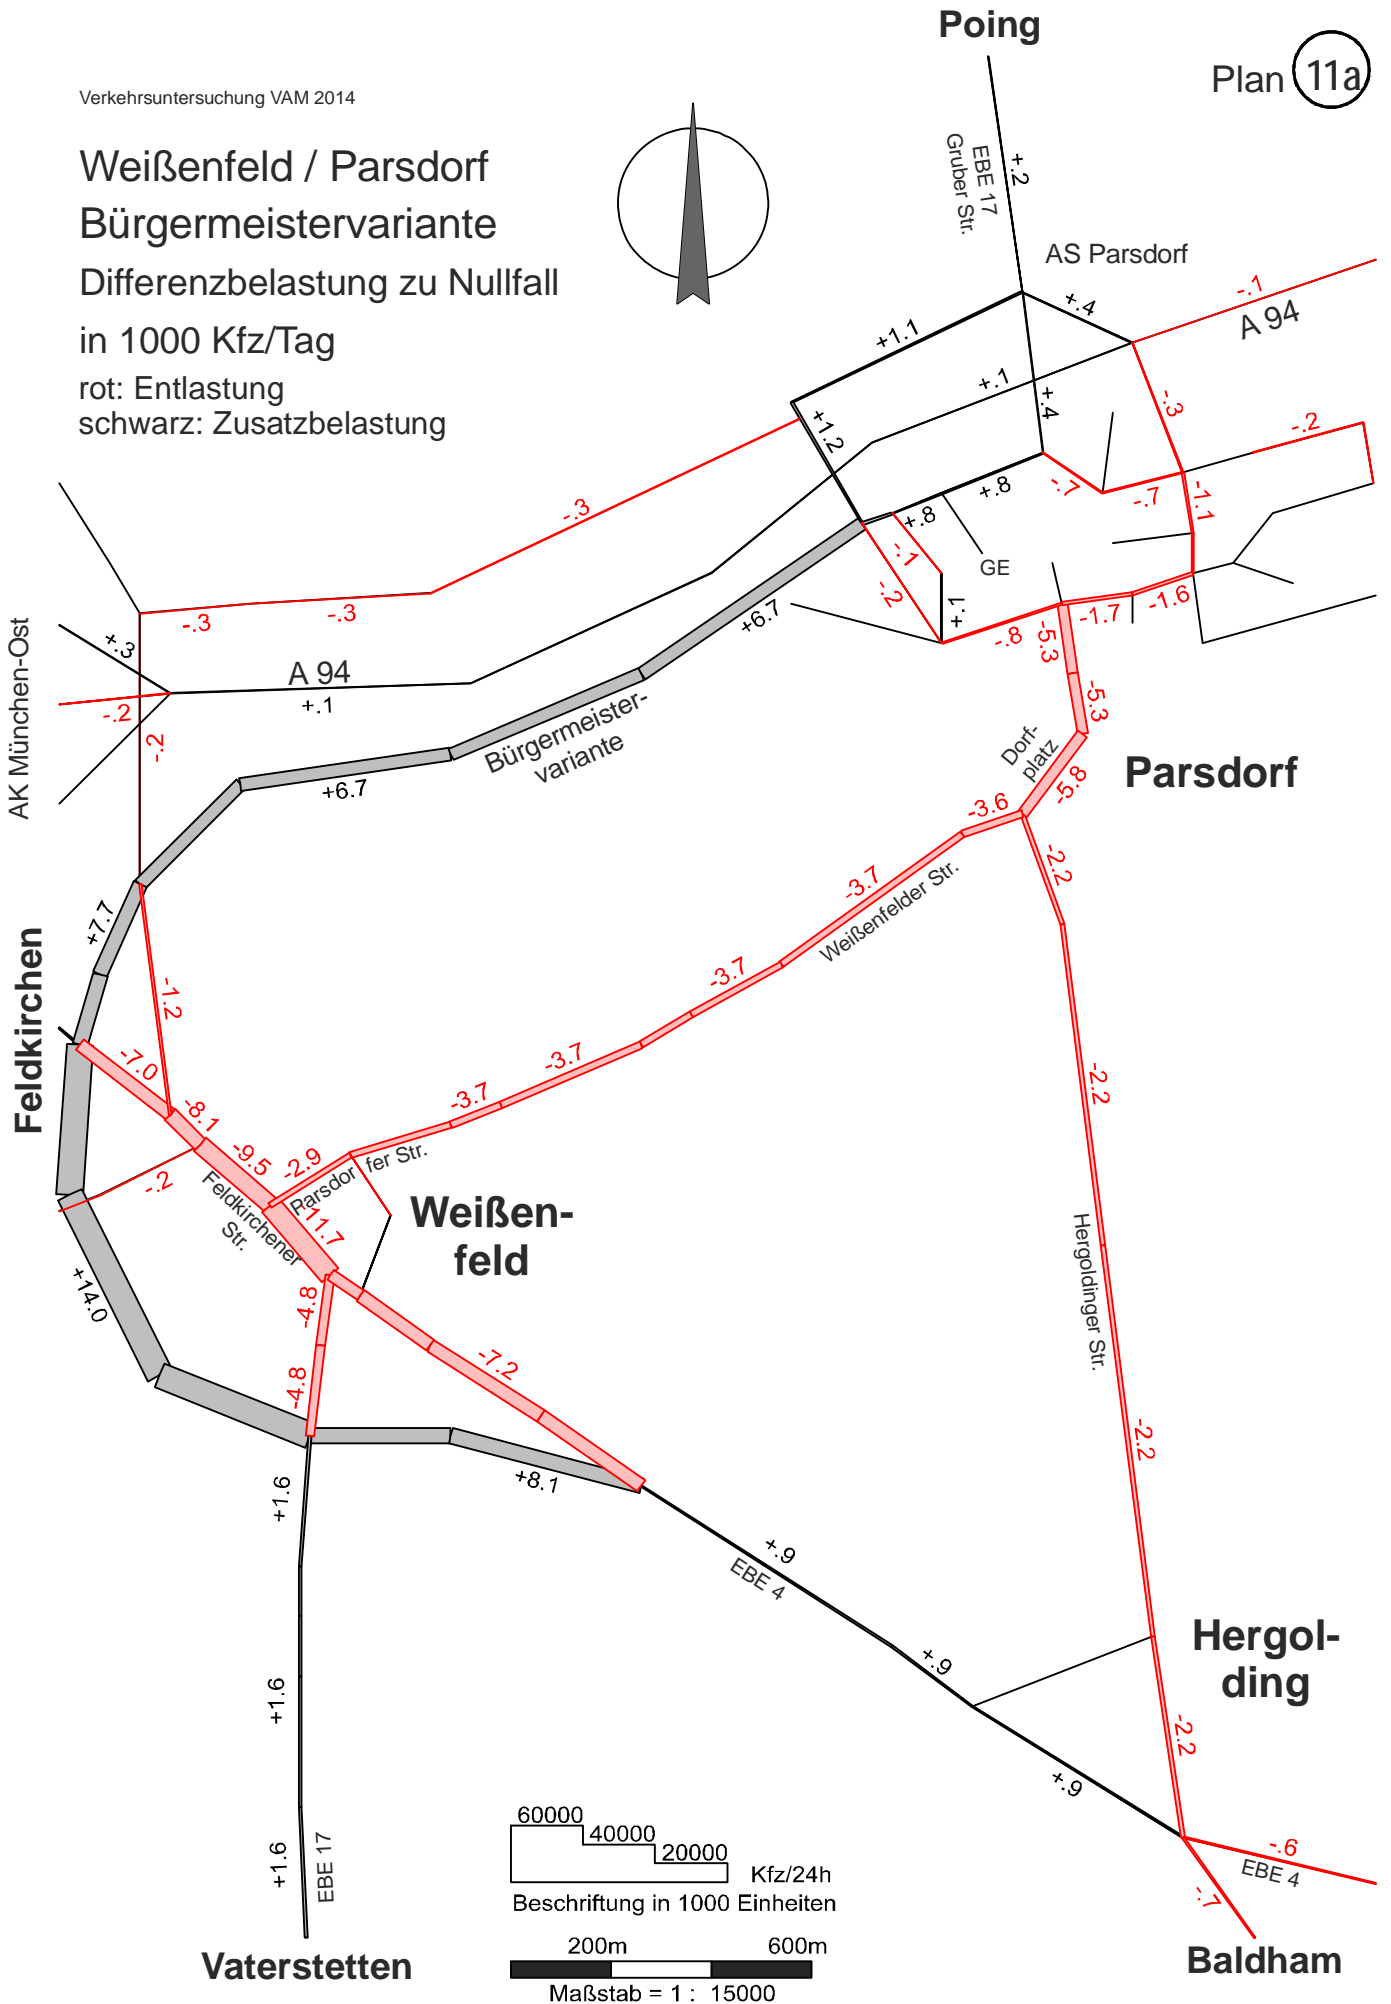 Poing
Plan 11a
Verkehrsuntersuchung VAM 2014
Weißenfeld / Parsdorf
Bürgermeistervariante
Differenzbelastung zu Nullfall
in 1000 Kfz/Tag
rot: Entlastung
schwarz: Zusatzbelastung
EBE 17
Gruber Str.
+.2
AS Parsdorf
+.4
-.1
A 94
+1.1
+.1
+1.2
+.4
-.3
-.2
-.3
+.8
-.7
-.7
-1.1
+.8
-.1
GE
-.2
+.7
+6.7
-.3
-.3
-.8
-5.3
-1.7
-1.6
AK München-Ost
+.3
A 94
+.1
-.2
-.2
-5.3
Bürgermeister-
variante
+6.7
Dorf-
platz
-5.8
Parsdorf
-3.6
-2.2
-3.7
Weißenfelder Str.
+7.7
Feldkirchen
-1.2
-3.7
-7.0
-3.7
-3.7
-2.2
-8.1
-9.5
-2.9
Parsdor fer Str.
-.2
Feldkirchener
Str.
-11.7
Weißen-
feld
Hergoldinger Str.
+14.0
-4.8
-4.8
-7.2
-2.2
+8.1
+1.6
+.9
EBE 4
Hergol-
ding
+.9
+1.6
-2.2
+.9
60000
40000
20000
Kfz/24h
Beschriftung in 1000 Einheiten
+1.6
EBE 17
-.6
EBE 4
-.7
200m
600m
Maßstab = 1 : 15000
Vaterstetten
Baldham